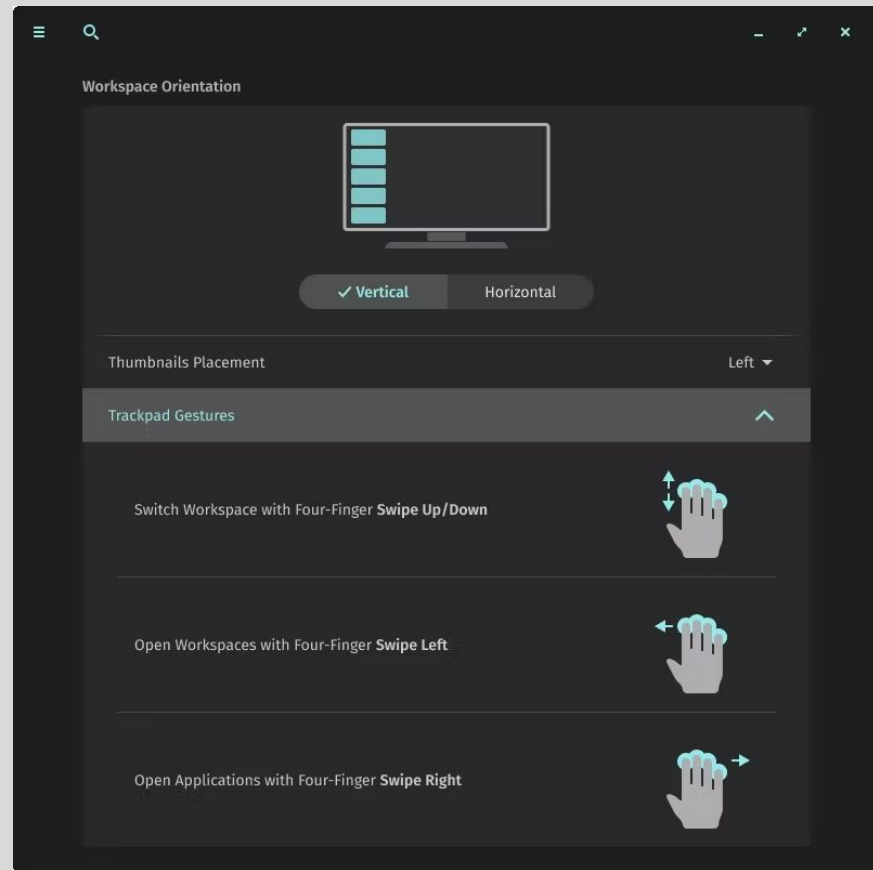 Workspace Orientation
Vertical Horizontal
Thumbnails Placement Left
Trackpad Gestures
Switch Workspace with Four-Finger Swipe Up/Down
Open Workspaces with Four-Finger Swipe Left
Open Applications with Four-Finger Swipe Right